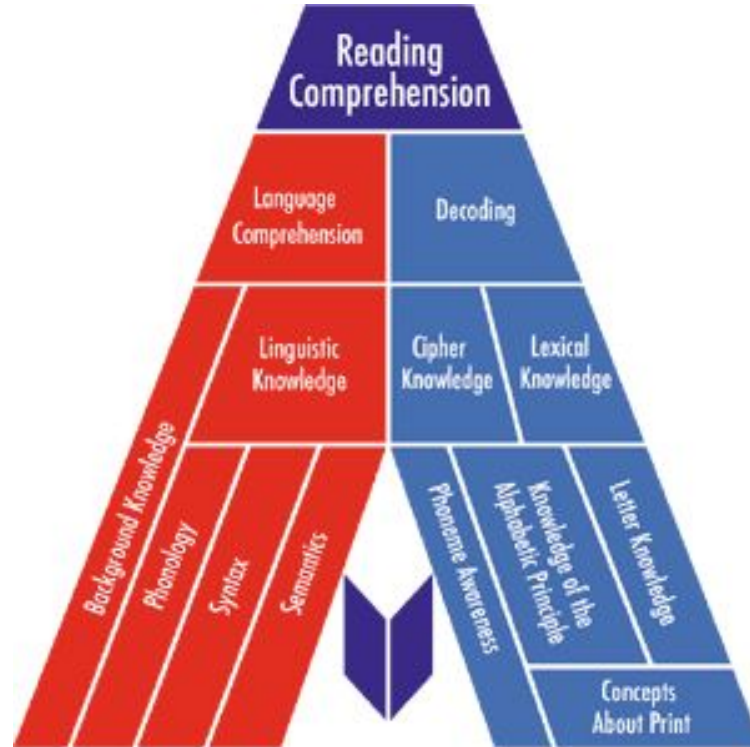 Reading
Comprehension
Language
Comprehension
Decoding
Linguistic
Knowledge
Cipher
Knowledge
Lexical
Knowledge
Background Knowledge
Phonology
Syntax
Semantics
Phoneme Awareness
Knowledge of the
Alphabetic Principle
Letter Knowledge
Concepts
About Print